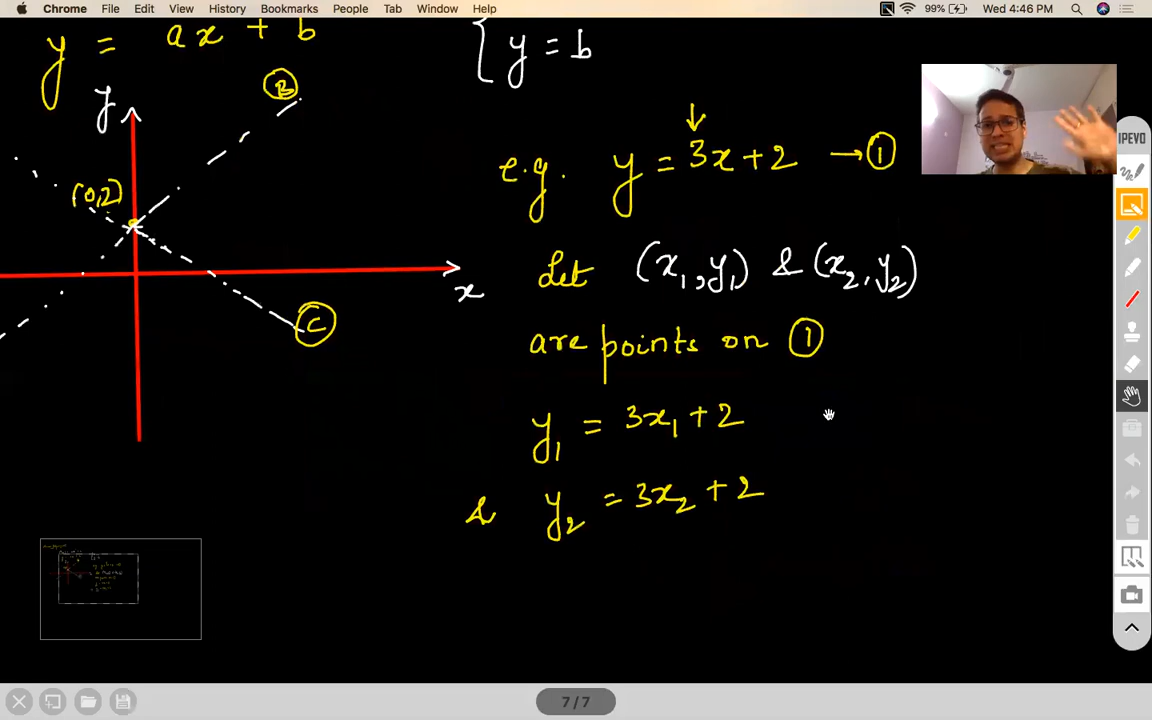 Chrome File Edit View History Bookmarks People Tab Window Help 99% Wed 4:46 PM
y = ax + b
{ y = b
y
B
(0,2)
x
C
e.g. y = 3x + 2 → ①
Let (x₁, y₁) & (x₂, y₂)
are points on ①
y₁ = 3x₁ + 2
& y₂ = 3x₂ + 2
IPEVO
7/7